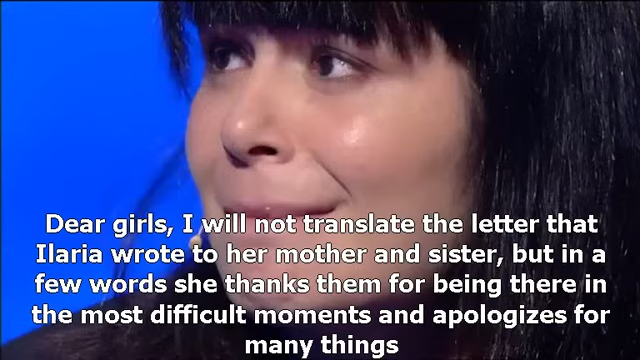 Dear girls, I will not translate the letter that
Ilaria wrote to her mother and sister, but in a
few words she thanks them for being there in
the most difficult moments and apologizes for
many things